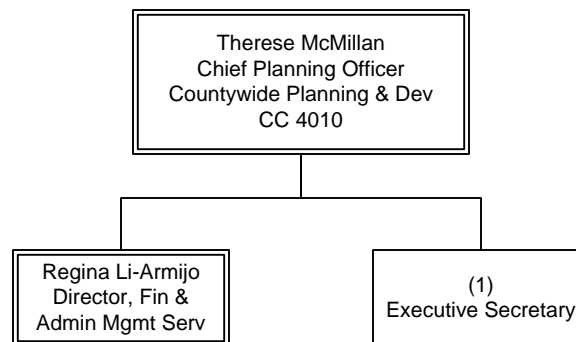 Therese McMillan
Chief Planning Officer
Countywide Planning & Dev
CC 4010
Regina Li-Armijo
Director, Fin &
Admin Mgmt Serv
(1)
Executive Secretary